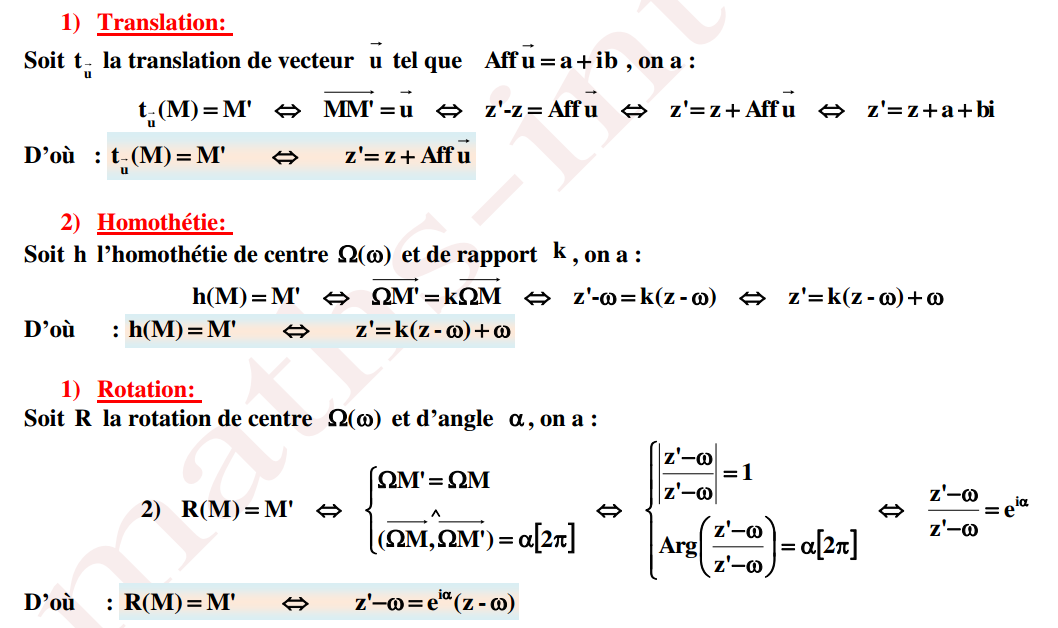 1) Translation:
Soit t_u⃗ la translation de vecteur u⃗ tel que Aff u⃗ = a + ib , on a :
t_u⃗(M) = M' ⇔ MM'⃗ = u⃗ ⇔ z'-z = Aff u⃗ ⇔ z'= z + Aff u⃗ ⇔ z'= z + a + bi
D'où : t_u⃗(M) = M' ⇔ z'= z + Aff u⃗
2) Homothétie:
Soit h l'homothétie de centre Ω(ω) et de rapport k , on a :
h(M) = M' ⇔ ΩM'⃗ = kΩM⃗ ⇔ z'-ω = k(z - ω) ⇔ z'= k(z - ω) + ω
D'où : h(M) = M' ⇔ z'= k(z - ω) + ω
1) Rotation:
Soit R la rotation de centre Ω(ω) et d'angle α , on a :
2) R(M) = M' ⇔ { ΩM' = ΩM ; (ΩM⃗,^ΩM'⃗) = α[2π] ⇔ { |(z'−ω)/(z'−ω)| = 1 ; Arg((z'−ω)/(z'−ω)) = α[2π] ⇔ (z'−ω)/(z'−ω) = e^{iα}
D'où : R(M) = M' ⇔ z'−ω = e^{iα}(z - ω)
maths-int